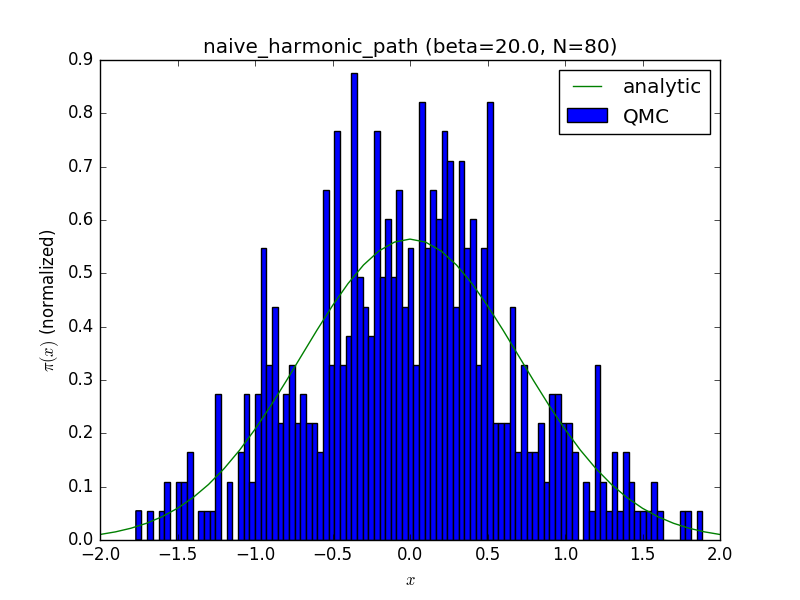 naive_harmonic_path (beta=20.0, N=80)
analytic
QMC
π(x) (normalized)
0.9
0.8
0.7
0.6
0.5
0.4
0.3
0.2
0.1
0.0
−2.0 −1.5 −1.0 −0.5 0.0 0.5 1.0 1.5 2.0
x